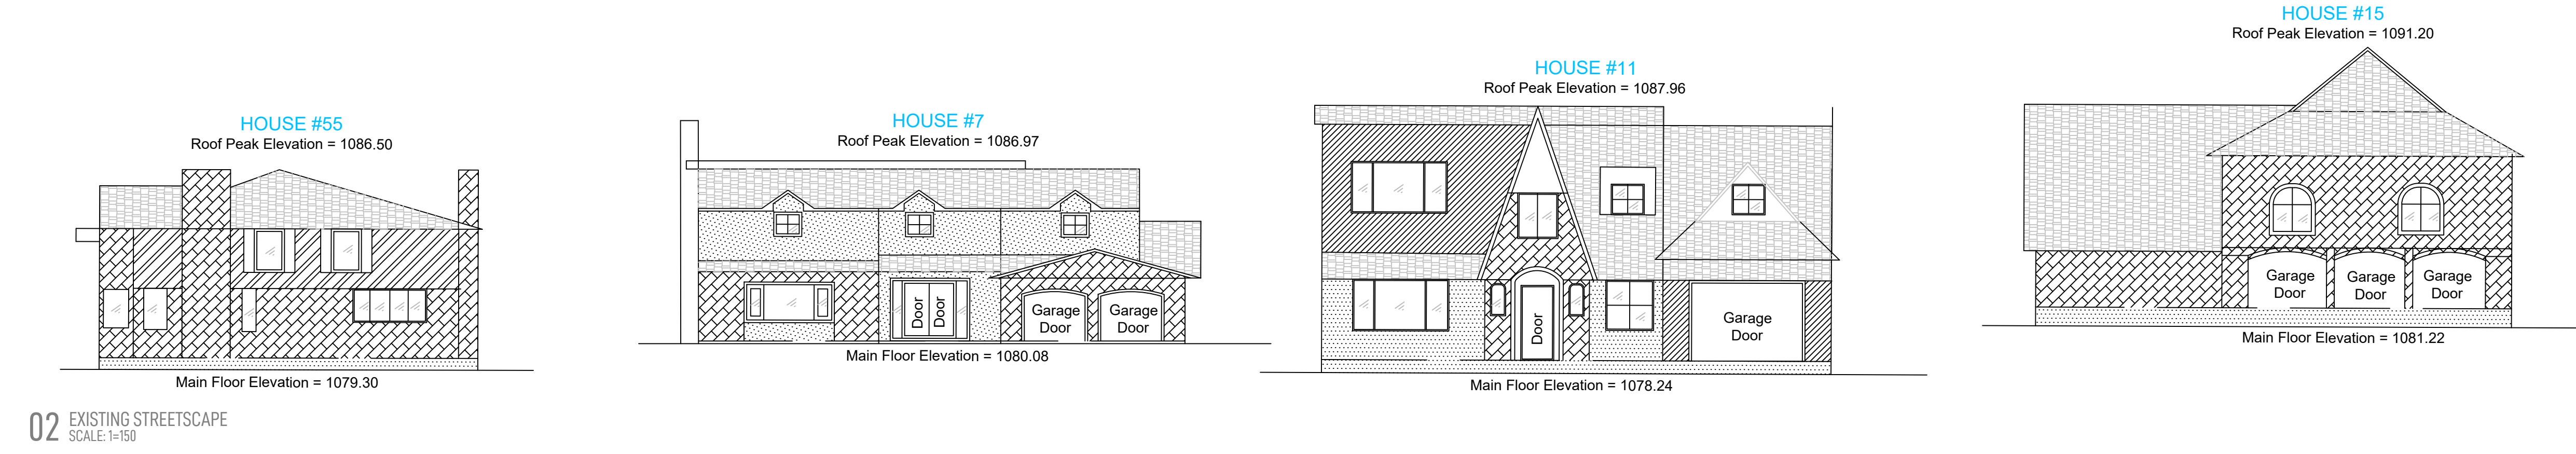 HOUSE #55
Roof Peak Elevation = 1086.50
Main Floor Elevation = 1079.30
HOUSE #7
Roof Peak Elevation = 1086.97
Door
Door
Garage
Door
Garage
Door
Main Floor Elevation = 1080.08
HOUSE #11
Roof Peak Elevation = 1087.96
Door
Garage
Door
Main Floor Elevation = 1078.24
HOUSE #15
Roof Peak Elevation = 1091.20
Garage
Door
Garage
Door
Garage
Door
Main Floor Elevation = 1081.22
02 EXISTING STREETSCAPE
SCALE: 1=150